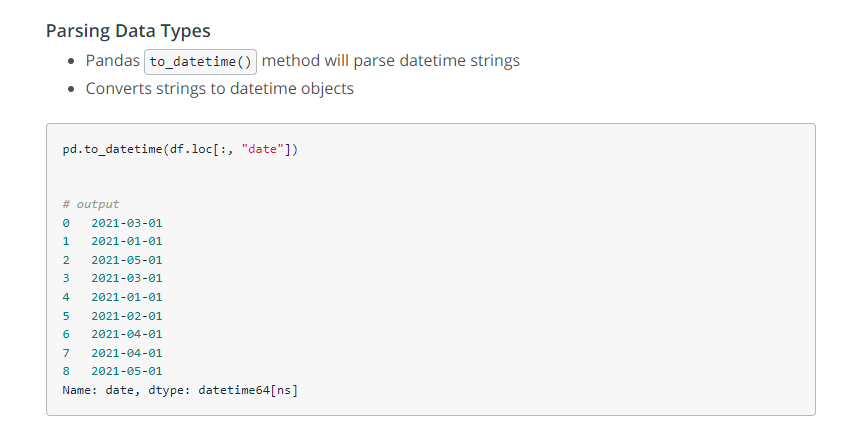 Parsing Data Types
• Pandas to_datetime() method will parse datetime strings
• Converts strings to datetime objects
pd.to_datetime(df.loc[:, "date"])
# output
0   2021-03-01
1   2021-01-01
2   2021-05-01
3   2021-03-01
4   2021-01-01
5   2021-02-01
6   2021-04-01
7   2021-04-01
8   2021-05-01
Name: date, dtype: datetime64[ns]